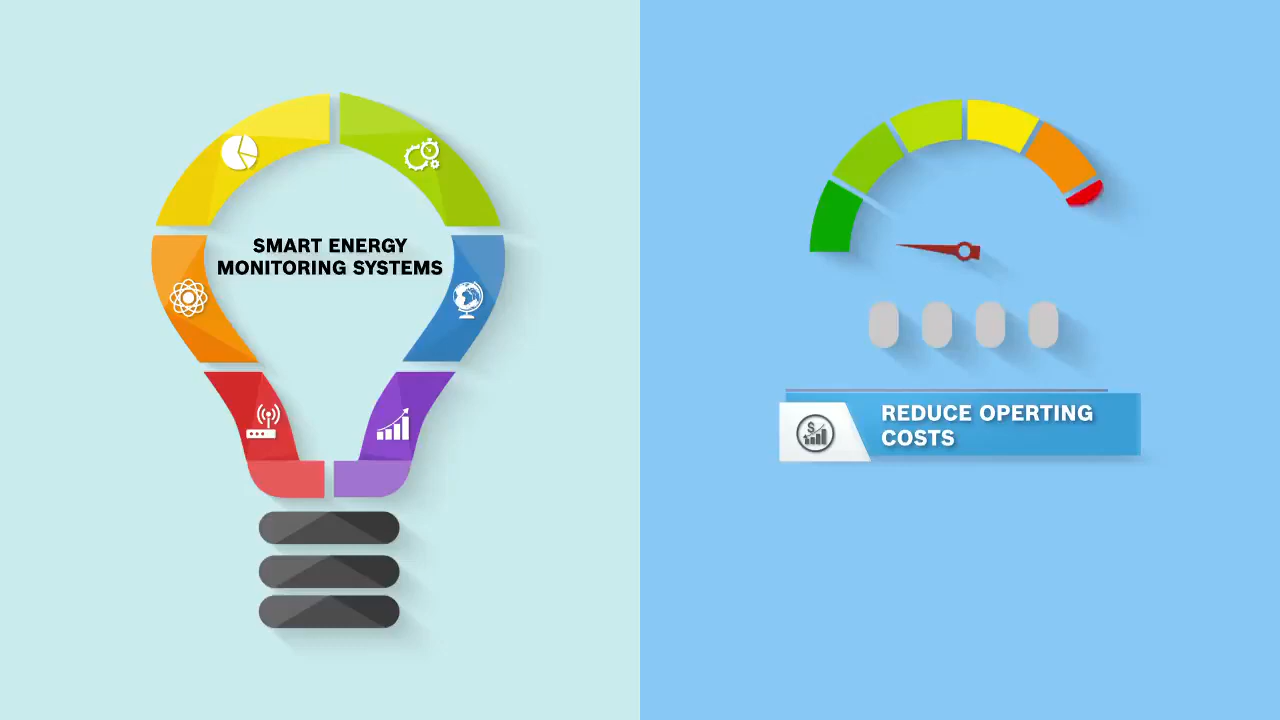 SMART ENERGY
MONITORING SYSTEMS
REDUCE OPERTING
COSTS